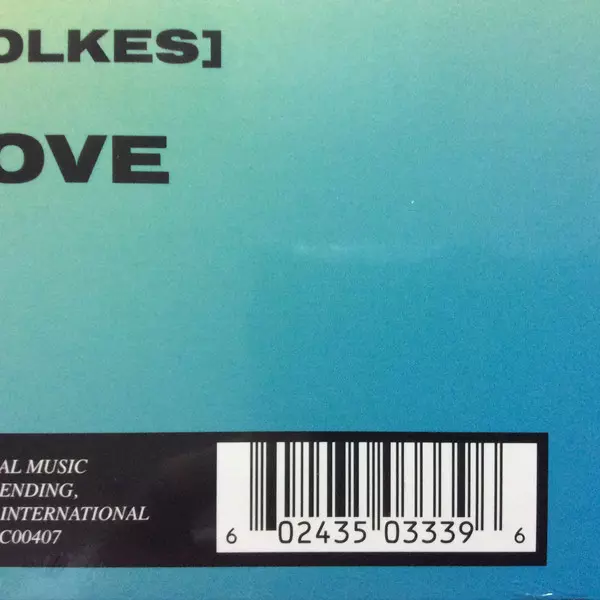 OLKES]
OVE
AL MUSIC
ENDING,
INTERNATIONAL
C00407
6 02435 03339 6